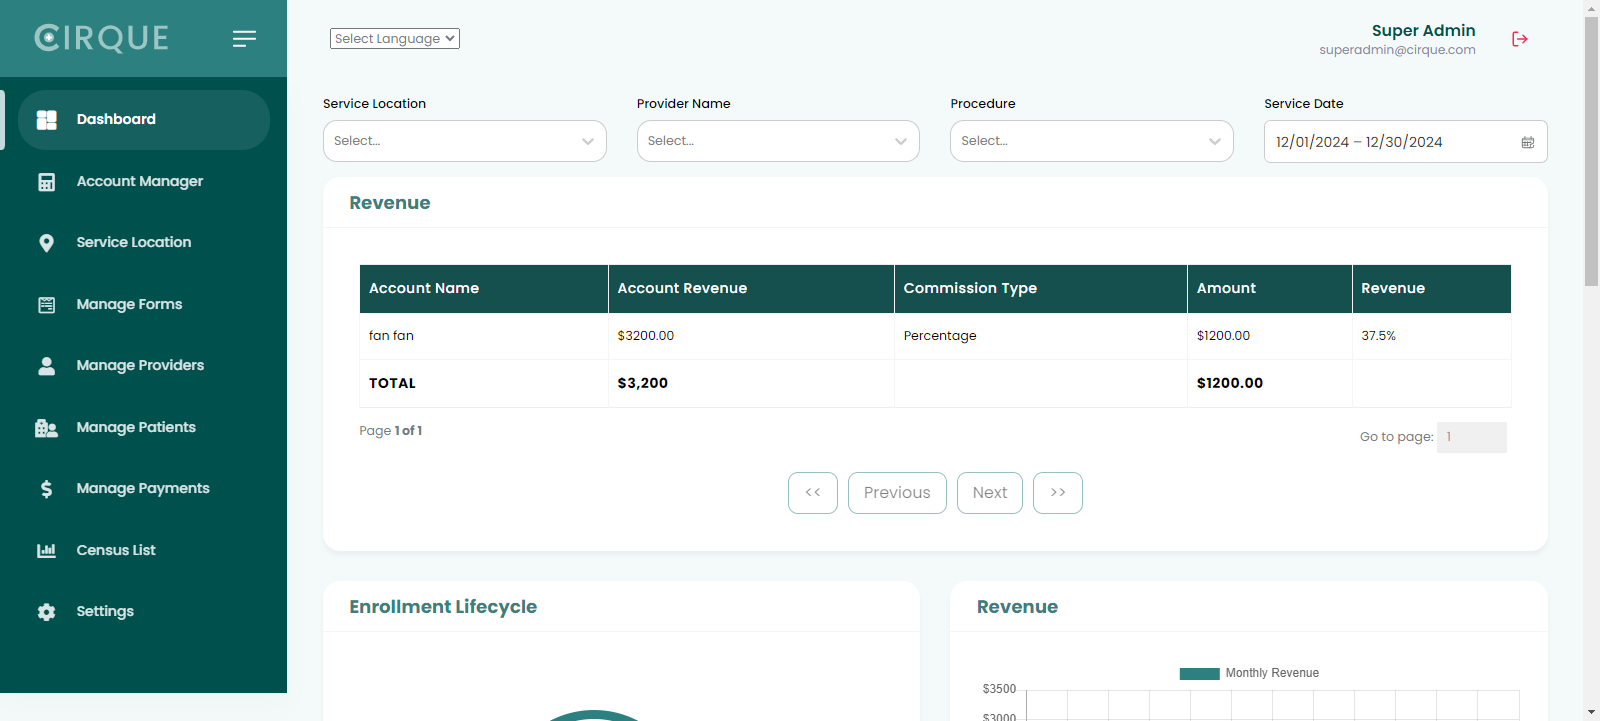 CIRQUE
Select Language
Super Admin
superadmin@cirque.com
Dashboard
Account Manager
Service Location
Manage Forms
Manage Providers
Manage Patients
Manage Payments
Census List
Settings
Service Location
Provider Name
Procedure
Service Date
Select...
Select...
Select...
12/01/2024 – 12/30/2024
Revenue
Account Name Account Revenue Commission Type Amount Revenue
fan fan $3200.00 Percentage $1200.00 37.5%
TOTAL $3,200 $1200.00
Page 1 of 1
Go to page: 1
<< Previous Next >>
Enrollment Lifecycle
Revenue
Monthly Revenue
$3500
$3000